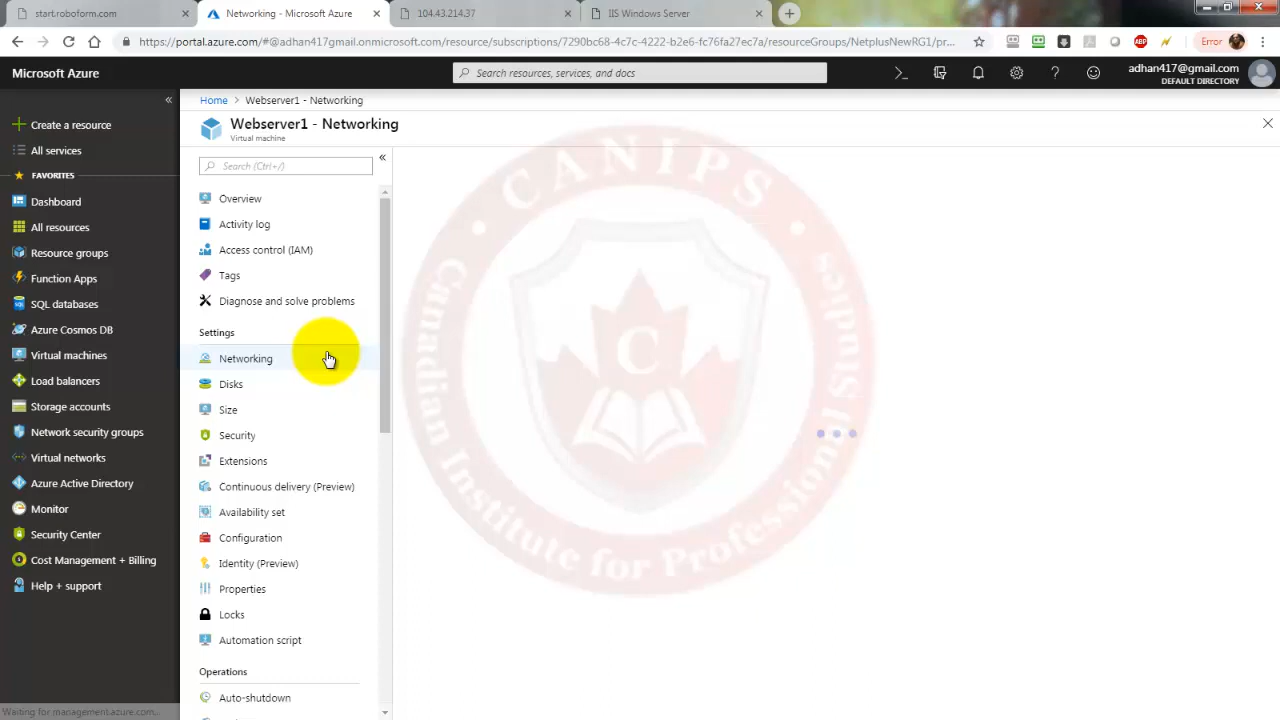 start.roboform.com
Networking - Microsoft Azure
104.43.214.37
IIS Windows Server
https://portal.azure.com/#@adhan417gmail.onmicrosoft.com/resource/subscriptions/7290bc68-4c7c-4222-b2e6-fc76fa27ec7a/resourceGroups/NetplusNewRG1/pr...
ABP
Error
Microsoft Azure
Search resources, services, and docs
adhan417@gmail.com
DEFAULT DIRECTORY
Home > Webserver1 - Networking
Webserver1 - Networking
Virtual machine
Create a resource
All services
FAVORITES
Dashboard
All resources
Resource groups
Function Apps
SQL databases
Azure Cosmos DB
Virtual machines
Load balancers
Storage accounts
Network security groups
Virtual networks
Azure Active Directory
Monitor
Security Center
Cost Management + Billing
Help + support
Search (Ctrl+/)
Overview
Activity log
Access control (IAM)
Tags
Diagnose and solve problems
Settings
Networking
Disks
Size
Security
Extensions
Continuous delivery (Preview)
Availability set
Configuration
Identity (Preview)
Properties
Locks
Automation script
Operations
Auto-shutdown
CANIPS
C
Canadian Institute for Professional Studies
Waiting for management.azure.com...